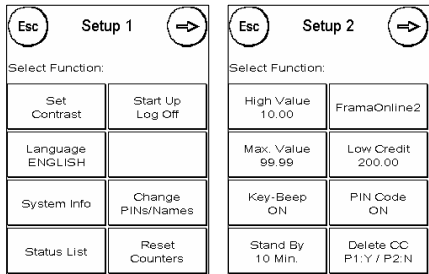 Esc Setup 1
Select Function:
Set
Contrast
Start Up
Log Off
Language
ENGLISH
System Info
Change
PINs/Names
Status List
Reset
Counters
Esc Setup 2
Select Function:
High Value
10.00
FramaOnline2
Max. Value
99.99
Low Credit
200.00
Key-Beep
ON
PIN Code
ON
Stand By
10 Min.
Delete CC
P1:Y / P2:N